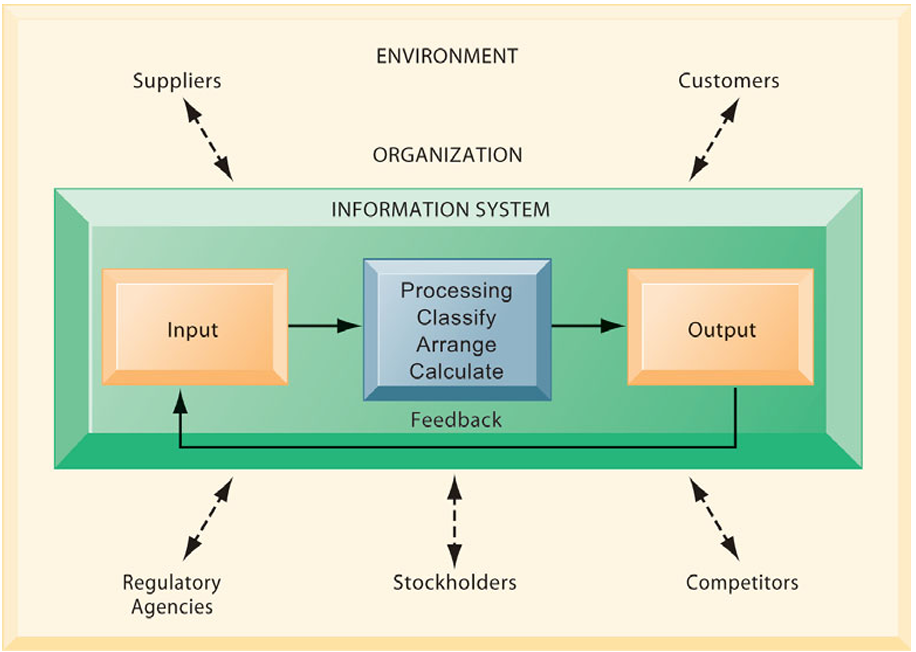 ENVIRONMENT
Suppliers
Customers
ORGANIZATION
INFORMATION SYSTEM
Input
Processing
Classify
Arrange
Calculate
Output
Feedback
Regulatory
Agencies
Stockholders
Competitors